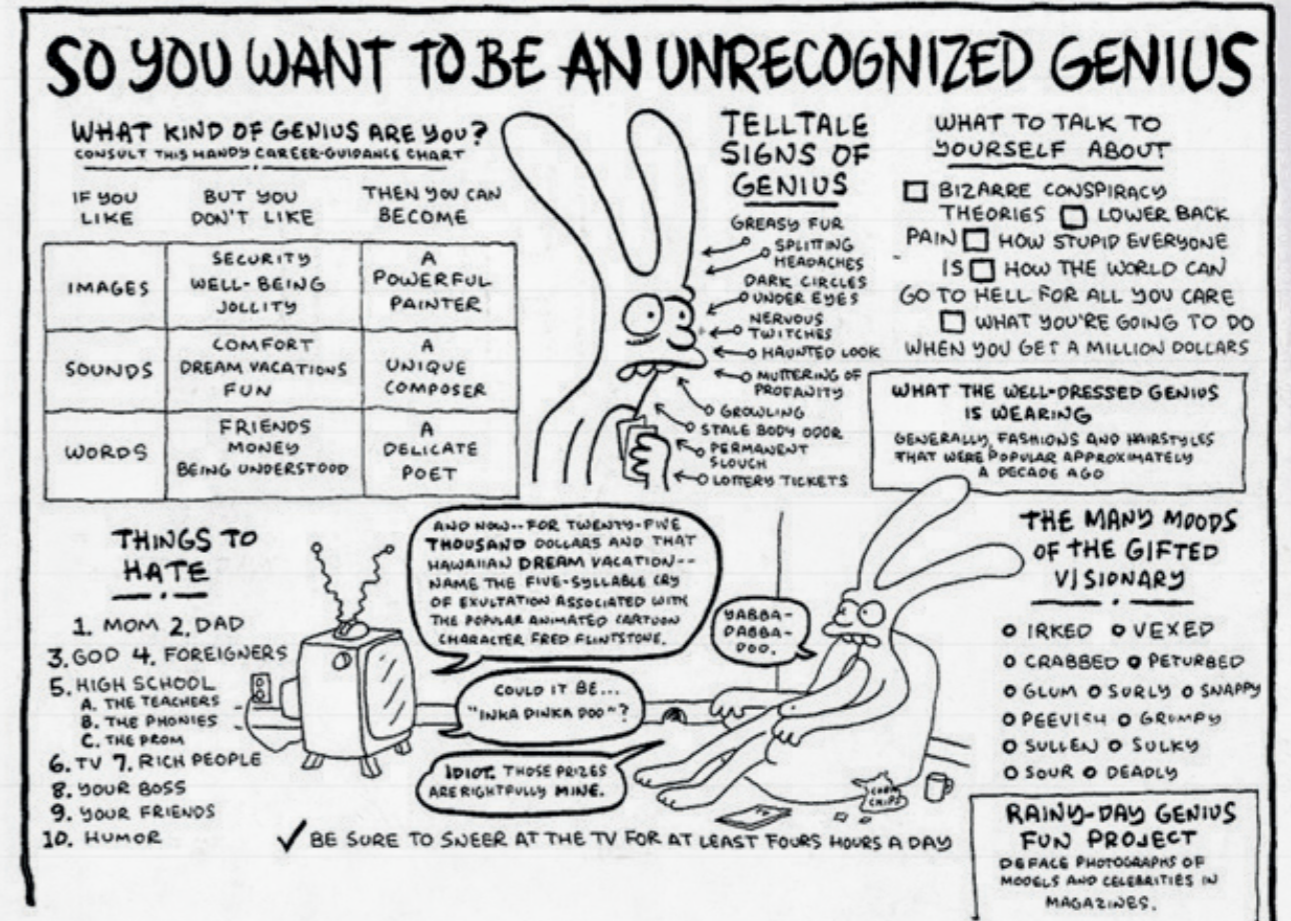 SO YOU WANT TO BE AN UNRECOGNIZED GENIUS
WHAT KIND OF GENIUS ARE YOU?
CONSULT THIS HANDY CAREER-GUIDANCE CHART
IF YOU
LIKE
BUT YOU
DON'T LIKE
THEN YOU CAN
BECOME
IMAGES
SECURITY
WELL-BEING
JOLLITY
A
POWERFUL
PAINTER
SOUNDS
COMFORT
DREAM VACATIONS
FUN
A
UNIQUE
COMPOSER
WORDS
FRIENDS
MONEY
BEING UNDERSTOOD
A
DELICATE
POET
TELLTALE
SIGNS OF
GENIUS
GREASY FUR
SPLITTING
HEADACHES
DARK CIRCLES
UNDER EYES
NERVOUS
TWITCHES
HAUNTED LOOK
MUTTERING OF
PROFANITY
GROWLING
STALE BODY ODOR
PERMANENT
SLOUCH
LOTTERY TICKETS
WHAT TO TALK TO
YOURSELF ABOUT
BIZARRE CONSPIRACY
THEORIES LOWER BACK
PAIN HOW STUPID EVERYONE
IS HOW THE WORLD CAN
GO TO HELL FOR ALL YOU CARE
WHAT YOU'RE GOING TO DO
WHEN YOU GET A MILLION DOLLARS
WHAT THE WELL-DRESSED GENIUS
IS WEARING
GENERALLY, FASHIONS AND HAIRSTYLES
THAT WERE POPULAR APPROXIMATELY
A DECADE AGO
THINGS TO
HATE
1. MOM 2. DAD
3. GOD 4. FOREIGNERS
5. HIGH SCHOOL
A. THE TEACHERS
B. THE PHONIES
C. THE PROM
6. TV 7. RICH PEOPLE
8. YOUR BOSS
9. YOUR FRIENDS
10. HUMOR
AND NOW--FOR TWENTY-FIVE
THOUSAND DOLLARS AND THAT
HAWAIIAN DREAM VACATION--
NAME THE FIVE-SYLLABLE CRY
OF EXULTATION ASSOCIATED WITH
THE POPULAR ANIMATED CARTOON
CHARACTER FRED FLINTSTONE.
YABBA-
DABBA-
DOO.
COULD IT BE...
"INKA DINKA DOO"?
IDIOT. THOSE PRIZES
ARE RIGHTFULLY MINE.
CORN
CHIPS
✓ BE SURE TO SNEER AT THE TV FOR AT LEAST FOURS HOURS A DAY
THE MANY MOODS
OF THE GIFTED
VISIONARY
IRKED VEXED
CRABBED PETURBED
GLUM SURLY SNAPPY
PEEVISH GRUMPY
SULLEN SULKY
SOUR DEADLY
RAINY-DAY GENIUS
FUN PROJECT
DEFACE PHOTOGRAPHS OF
MODELS AND CELEBRITIES IN
MAGAZINES.